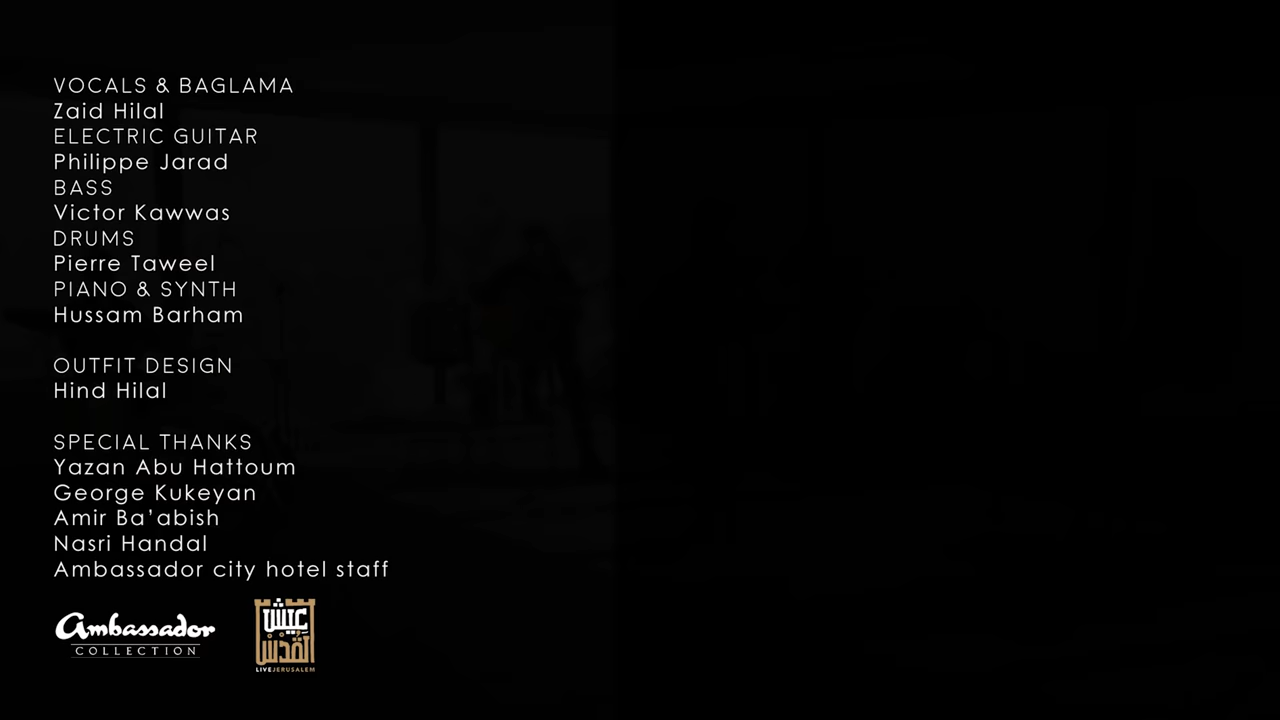 VOCALS & BAGLAMA
Zaid Hilal
ELECTRIC GUITAR
Philippe Jarad
BASS
Victor Kawwas
DRUMS
Pierre Taweel
PIANO & SYNTH
Hussam Barham
OUTFIT DESIGN
Hind Hilal
SPECIAL THANKS
Yazan Abu Hattoum
George Kukeyan
Amir Ba’abish
Nasri Handal
Ambassador city hotel staff
Ambassador
COLLECTION
عيش
القدس
LIVEJERUSALEM